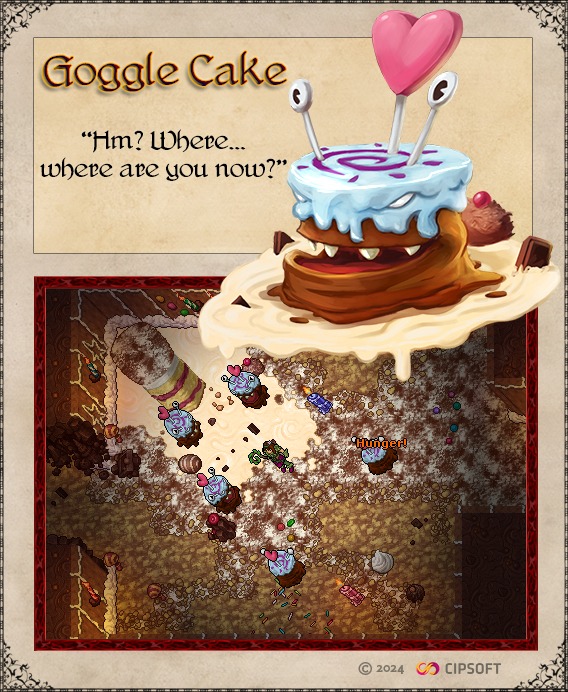 Goggle Cake
“Hm? Where...
where are you now?”
Hunger!
© 2024 CIPSOFT